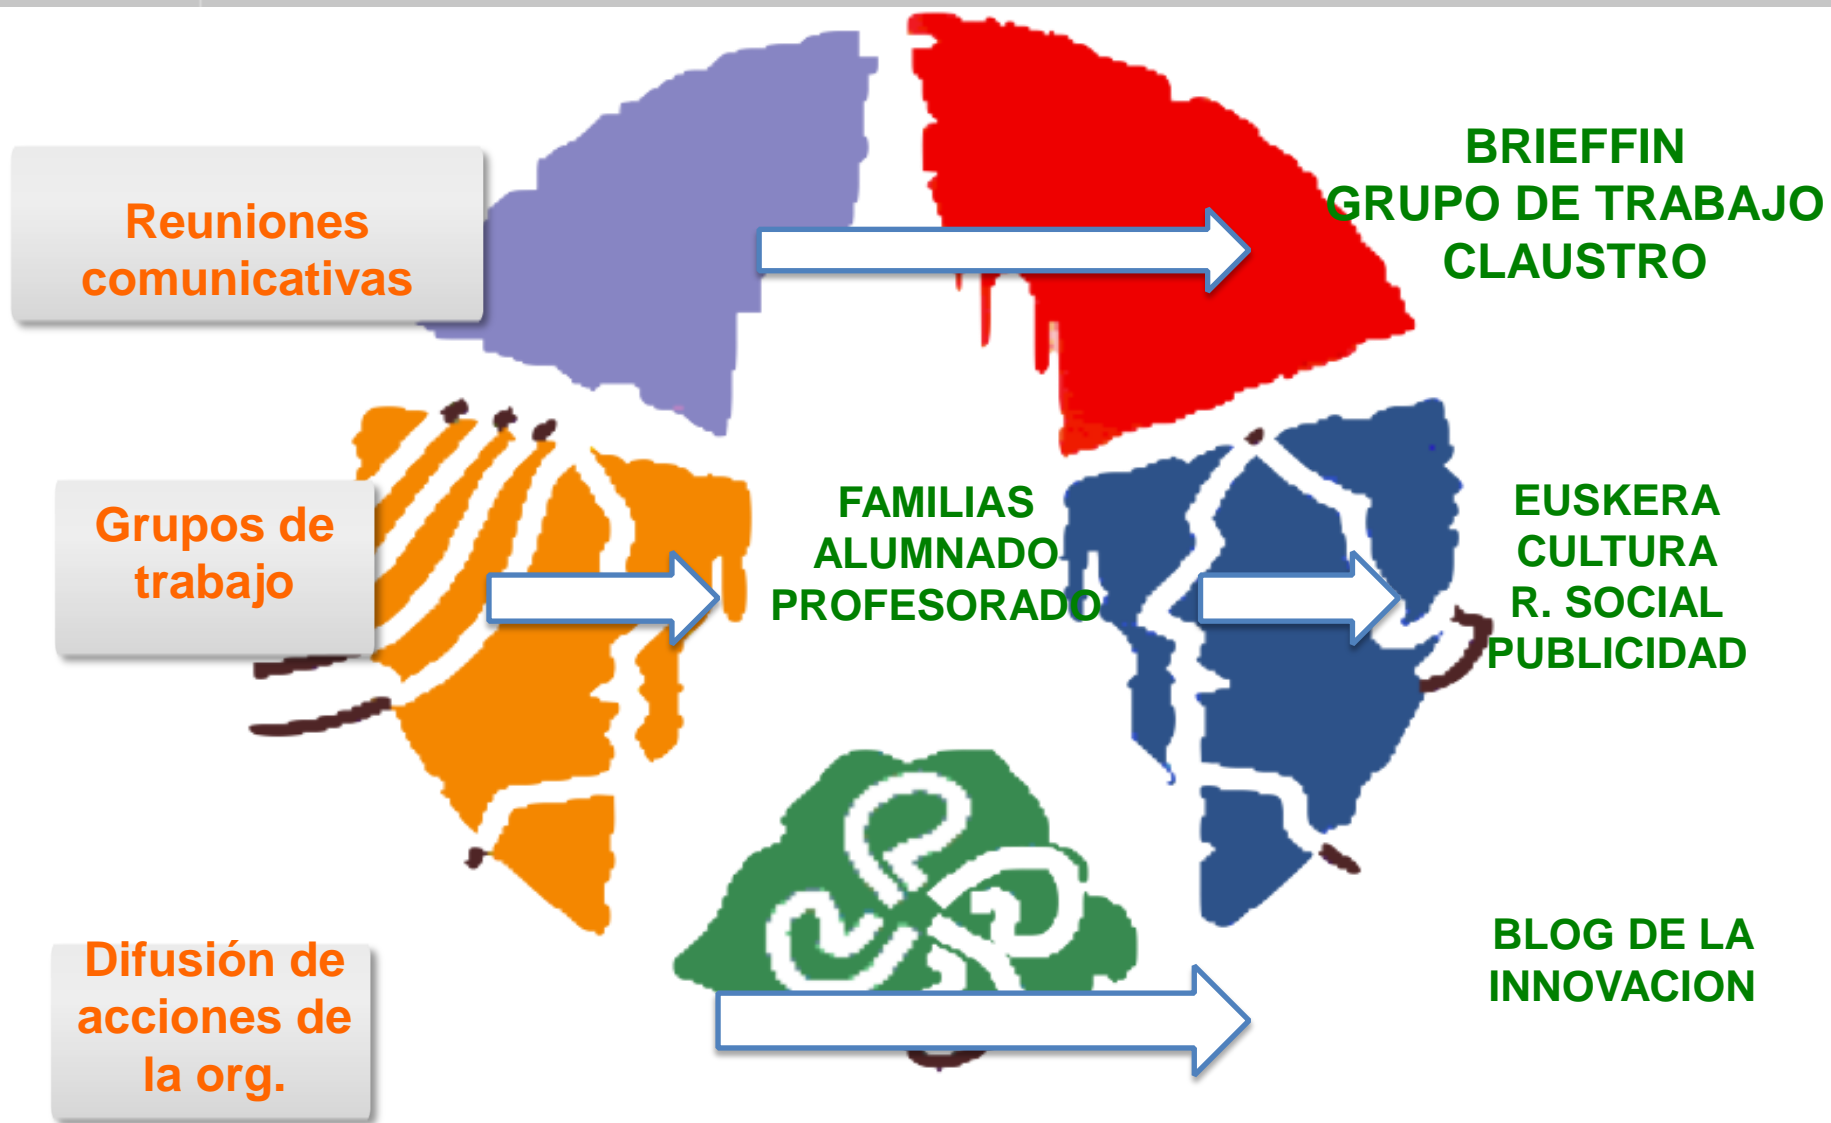 Reuniones
comunicativas
BRIEFFIN
GRUPO DE TRABAJO
CLAUSTRO
Grupos de
trabajo
FAMILIAS
ALUMNADO
PROFESORADO
EUSKERA
CULTURA
R. SOCIAL
PUBLICIDAD
Difusión de
acciones de
la org.
BLOG DE LA
INNOVACION